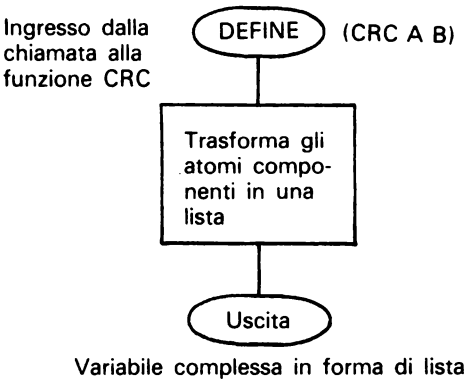 Ingresso dalla
chiamata alla
funzione CRC
DEFINE
(CRC A B)
Trasforma gli
atomi compo-
nenti in una
lista
Uscita
Variabile complessa in forma di lista